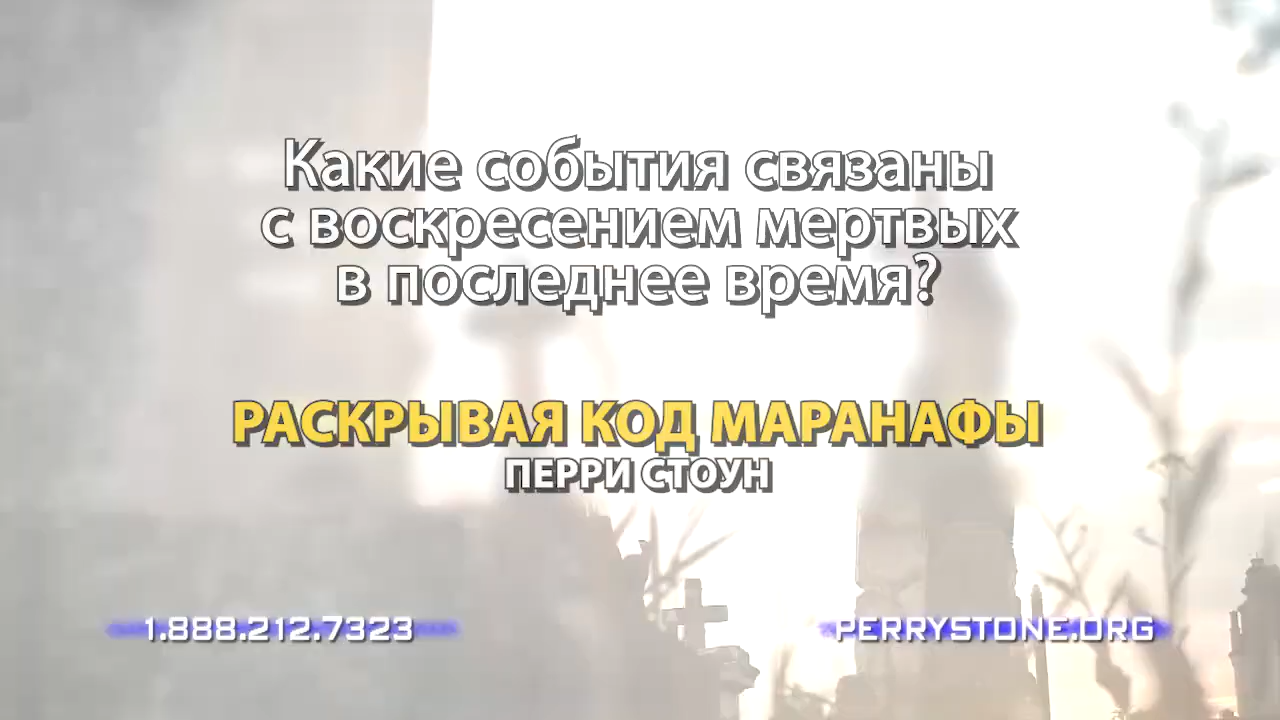 Какие события связаны
с воскресением мертвых
в последнее время?
РАСКРЫВАЯ КОД МАРАНАФЫ
ПЕРРИ СТОУН
1.888.212.7323
PERRYSTONE.ORG